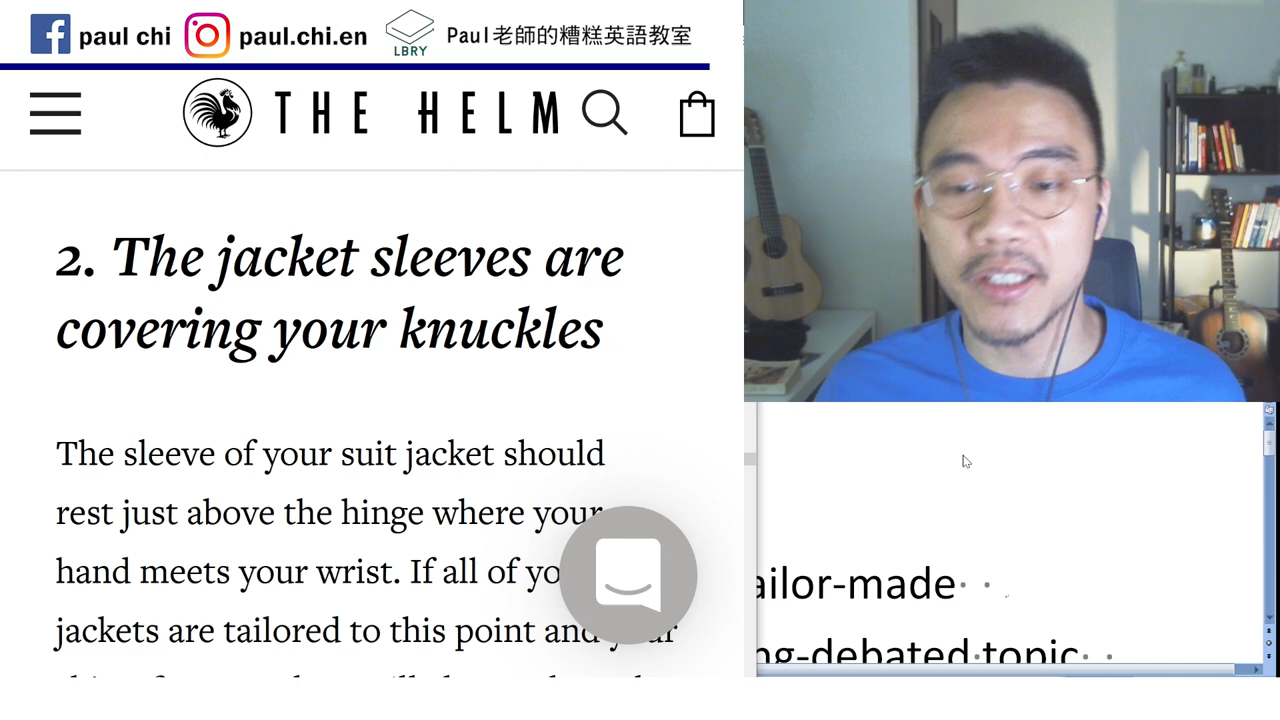 paul chi
paul.chi.en
LBRY
Paul老師的糟糕英語教室
THE HELM
2. The jacket sleeves are
covering your knuckles
The sleeve of your suit jacket should
rest just above the hinge where your
hand meets your wrist. If all of
jackets are tailored to this point and
ailor-made
ng-debated topic